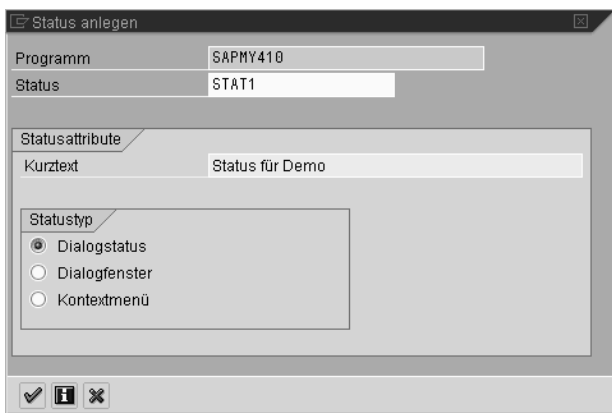 Status anlegen
Programm SAPMY410
Status STAT1
Statusattribute
Kurztext Status für Demo
Statustyp
Dialogstatus
Dialogfenster
Kontextmenü